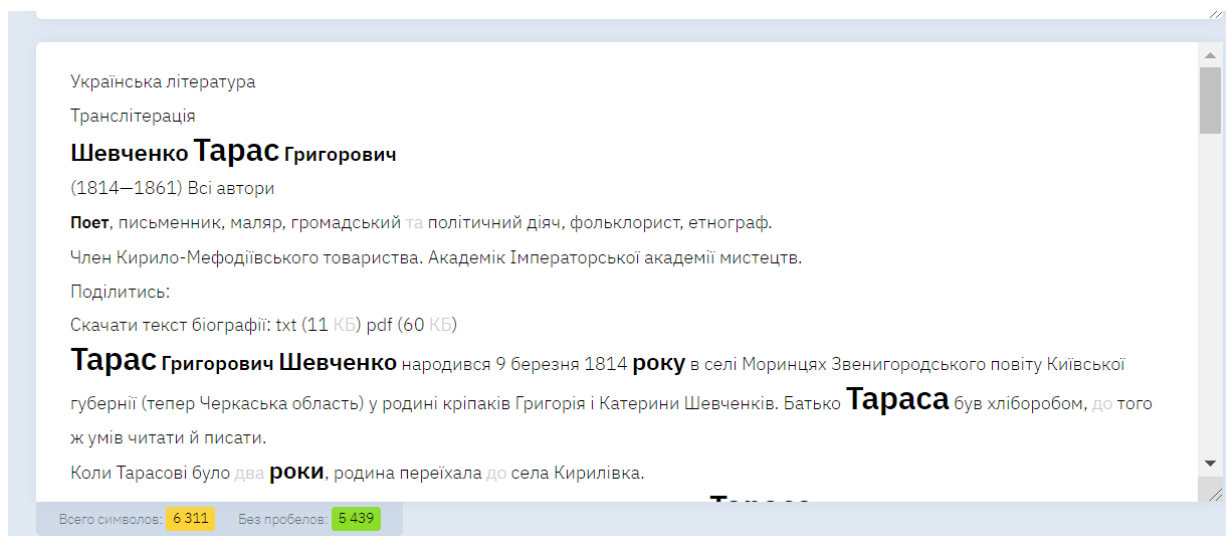 Українська література
Транслітерація
Шевченко Тарас Григорович
(1814—1861) Всі автори
Поет, письменник, маляр, громадський та політичний діяч, фольклорист, етнограф.
Член Кирило-Мефодіївського товариства. Академік Імператорської академії мистецтв.
Поділитись:
Скачати текст біографії: txt (11 КБ) pdf (60 КБ)
Тарас Григорович Шевченко народився 9 березня 1814 року в селі Моринцях Звенигородського повіту Київської
губернії (тепер Черкаська область) у родині кріпаків Григорія і Катерини Шевченків. Батько Тараса був хліборобом, до того
ж умів читати й писати.
Коли Тарасові було два роки, родина переїхала до села Кирилівка.
Всего символов: 6 311 Без пробелов: 5 439